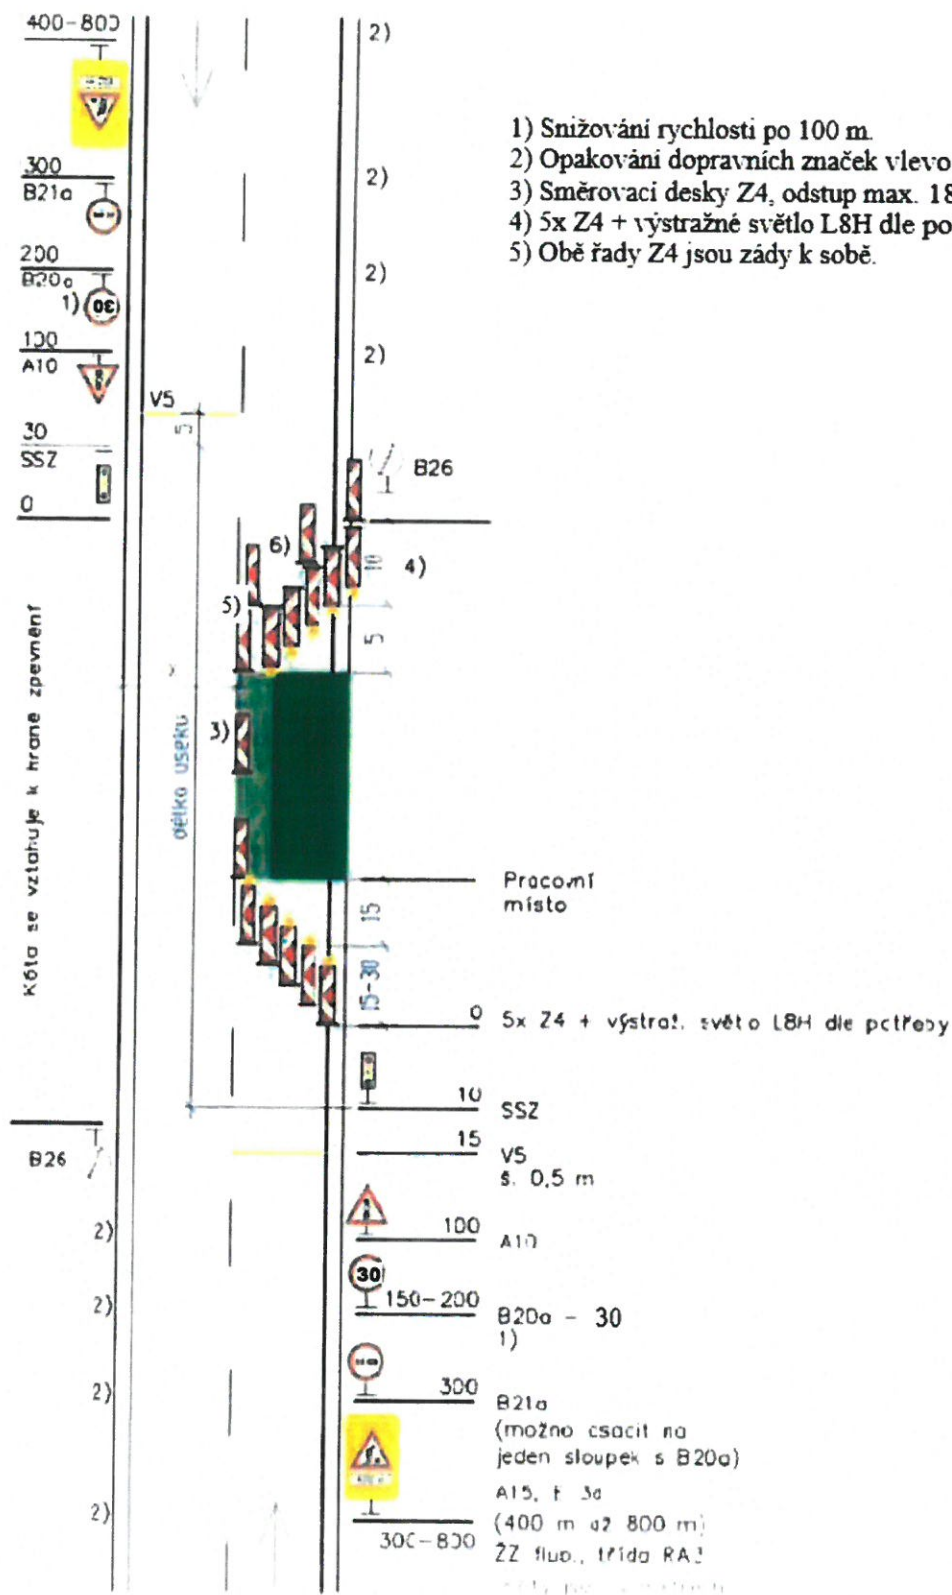 400-800
2)
1) Snižování rychlosti po 100 m.
2) Opakování dopravních značek vlevo
3) Směrovací desky Z4, odstup max. 18
4) 5x Z4 + výstražné světlo L8H dle po
5) Obě řady Z4 jsou zády k sobě.
300
B21a
2)
200
B20a
1)
30
2)
100
A10
2)
V5
5
30
SSZ
0
B26
6)
10
4)
5)
5
Kóta se vztahuje k hraně zpevnění
délka úseku
3)
Pracovní
místo
15
15-30
0
5x Z4 + výstraž. světlo L8H dle potřeby
10
SSZ
15
V5
š. 0,5 m
B26
2)
100
A10
30
150-200
B20a - 30
1)
2)
300
B21a
(možno osadit na
jeden sloupek s B20a)
2)
A15,
(400 m až 800 m)
300-800
ZZ fluo., třída RA3
2)